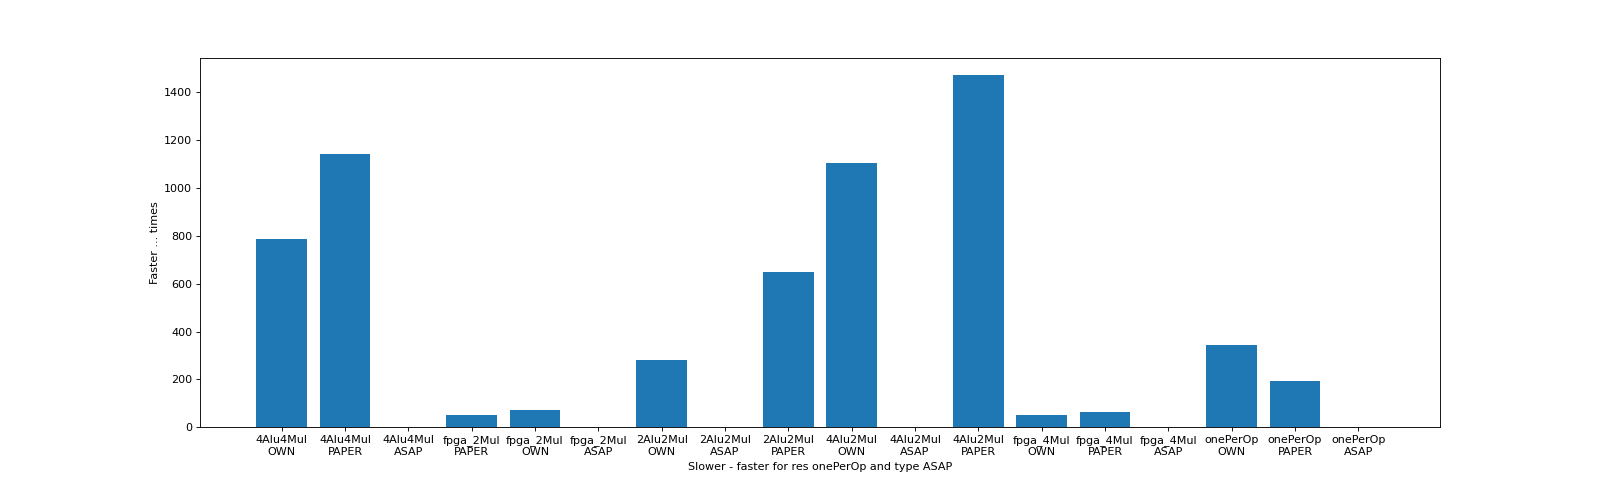 1400
1200
1000
800
600
400
200
0
Faster ... times
4Alu4Mul OWN
4Alu4Mul PAPER
4Alu4Mul ASAP
fpga_2Mul PAPER
fpga_2Mul OWN
fpga_2Mul ASAP
2Alu2Mul OWN
2Alu2Mul ASAP
2Alu2Mul PAPER
4Alu2Mul OWN
4Alu2Mul ASAP
4Alu2Mul PAPER
fpga_4Mul OWN
fpga_4Mul PAPER
fpga_4Mul ASAP
onePerOp OWN
onePerOp PAPER
onePerOp ASAP
Slower - faster for res onePerOp and type ASAP